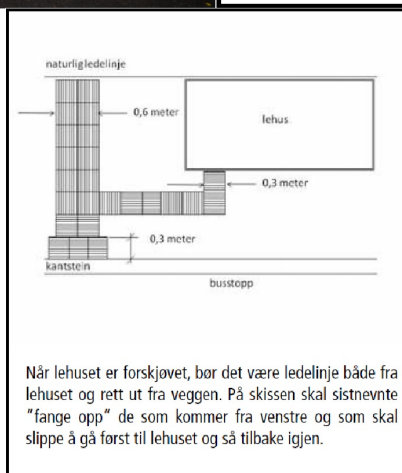 naturlig ledelinje
0,6 meter
lehus
0,3 meter
0,3 meter
kantstein
busstopp
Når lehuset er forskjøvet, bør det være ledelinje både fra
lehuset og rett ut fra veggen. På skissen skal sistnevnte
“fange opp” de som kommer fra venstre og som skal
slippe å gå først til lehuset og så tilbake igjen.